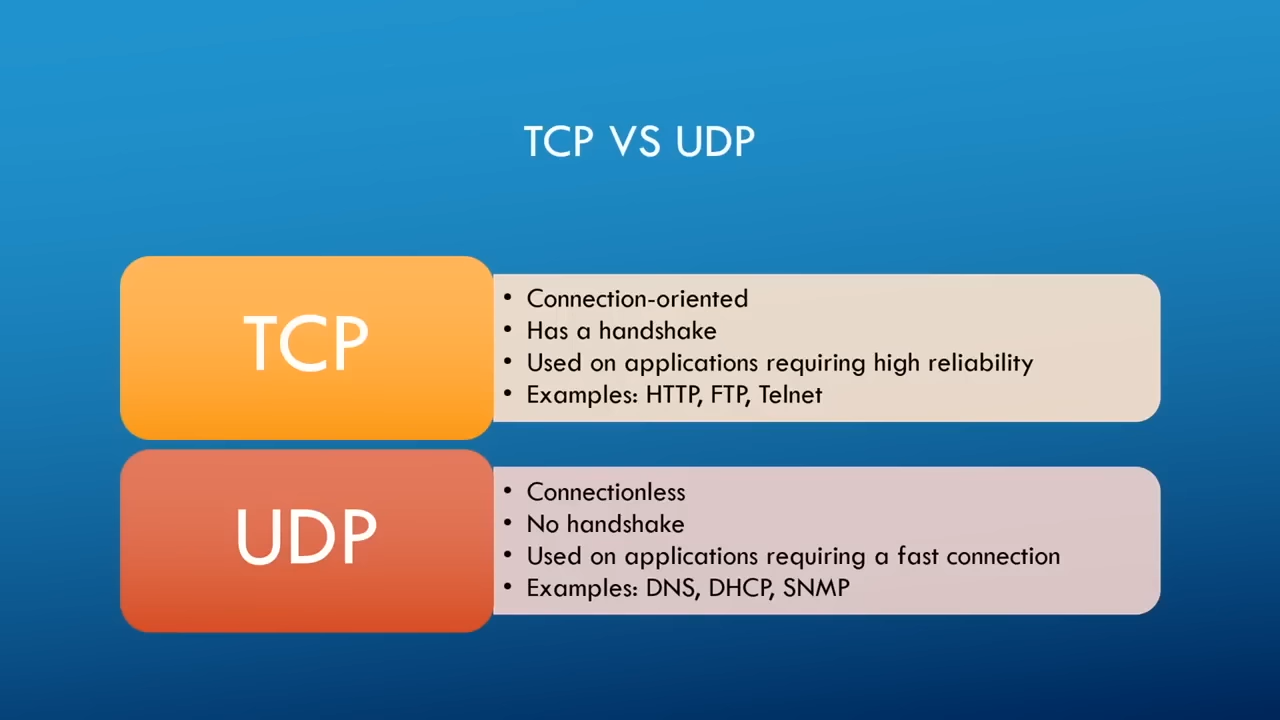 TCP VS UDP
TCP
• Connection-oriented
• Has a handshake
• Used on applications requiring high reliability
• Examples: HTTP, FTP, Telnet
UDP
• Connectionless
• No handshake
• Used on applications requiring a fast connection
• Examples: DNS, DHCP, SNMP